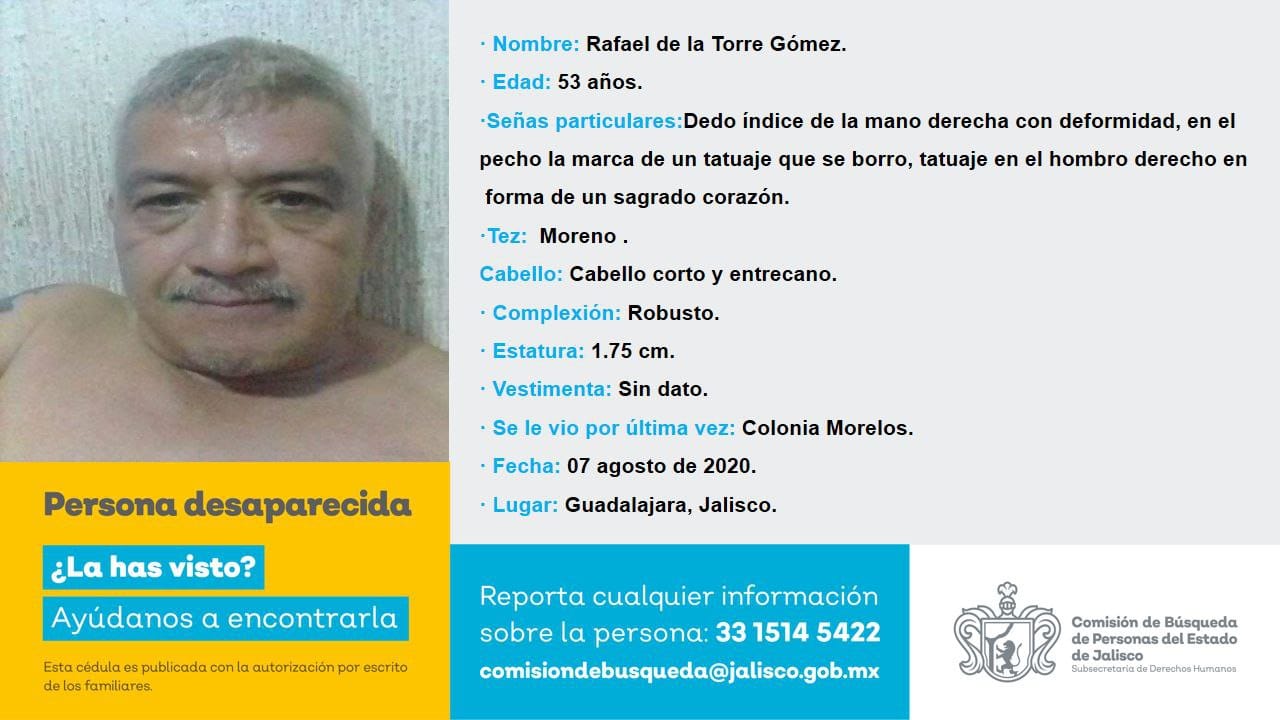 · Nombre: Rafael de la Torre Gómez.
· Edad: 53 años.
·Señas particulares:Dedo índice de la mano derecha con deformidad, en el
pecho la marca de un tatuaje que se borro, tatuaje en el hombro derecho en
forma de un sagrado corazón.
·Tez: Moreno .
Cabello: Cabello corto y entrecano.
· Complexión: Robusto.
· Estatura: 1.75 cm.
· Vestimenta: Sin dato.
· Se le vio por última vez: Colonia Morelos.
· Fecha: 07 agosto de 2020.
· Lugar: Guadalajara, Jalisco.
Persona desaparecida
¿La has visto?
Ayúdanos a encontrarla
Esta cédula es publicada con la autorización por escrito
de los familiares.
Reporta cualquier información
sobre la persona: 33 1514 5422
comisiondebusqueda@jalisco.gob.mx
Comisión de Búsqueda
de Personas del Estado
de Jalisco
Subsecretaría de Derechos Humanos